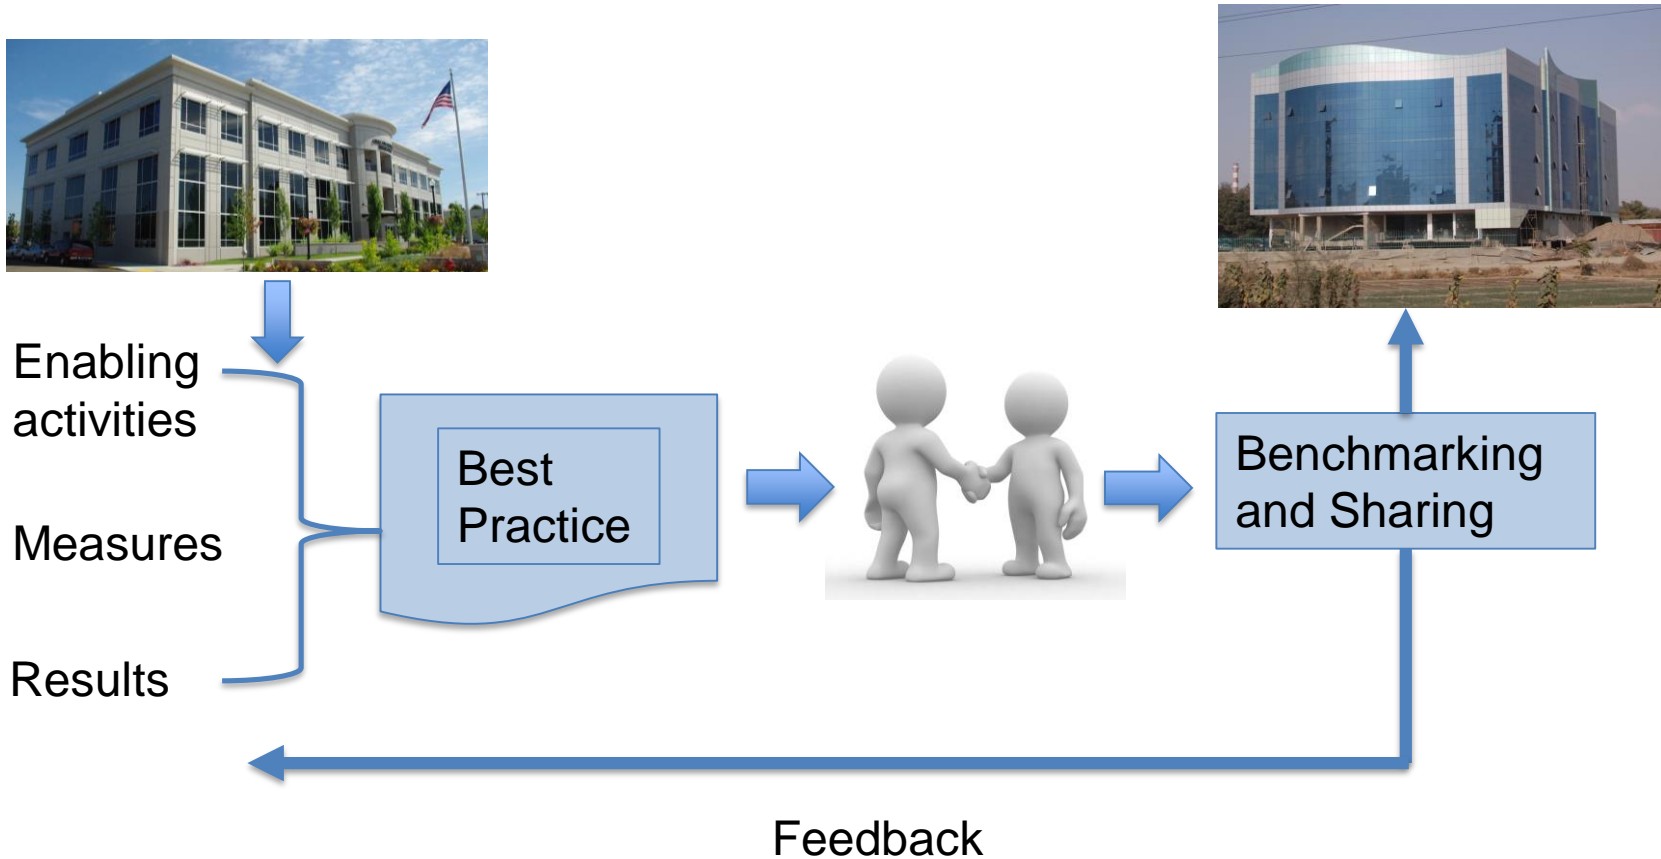 Enabling
activities
Measures
Results
Best
Practice
Benchmarking
and Sharing
Feedback